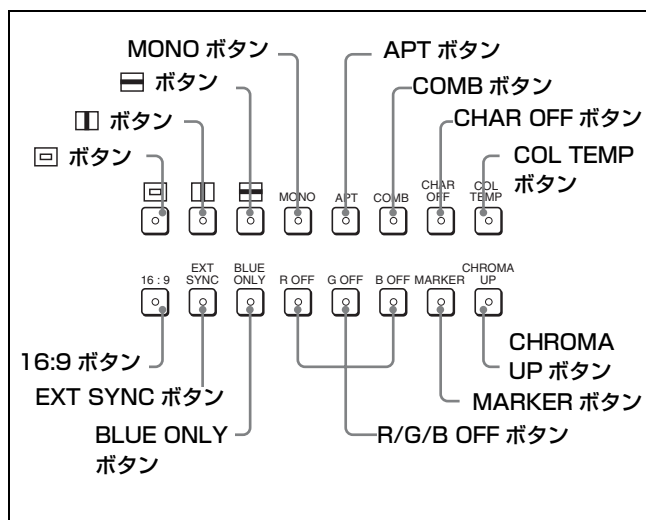 MONO ボタン
APT ボタン
ボタン
COMB ボタン
ボタン
CHAR OFF ボタン
ボタン
COL TEMP
ボタン
MONO
APT
COMB
CHAR
OFF
COL
TEMP
16 : 9
EXT
SYNC
BLUE
ONLY
R OFF
G OFF
B OFF
MARKER
CHROMA
UP
16:9 ボタン
CHROMA
UP ボタン
EXT SYNC ボタン
MARKER ボタン
BLUE ONLY
ボタン
R/G/B OFF ボタン